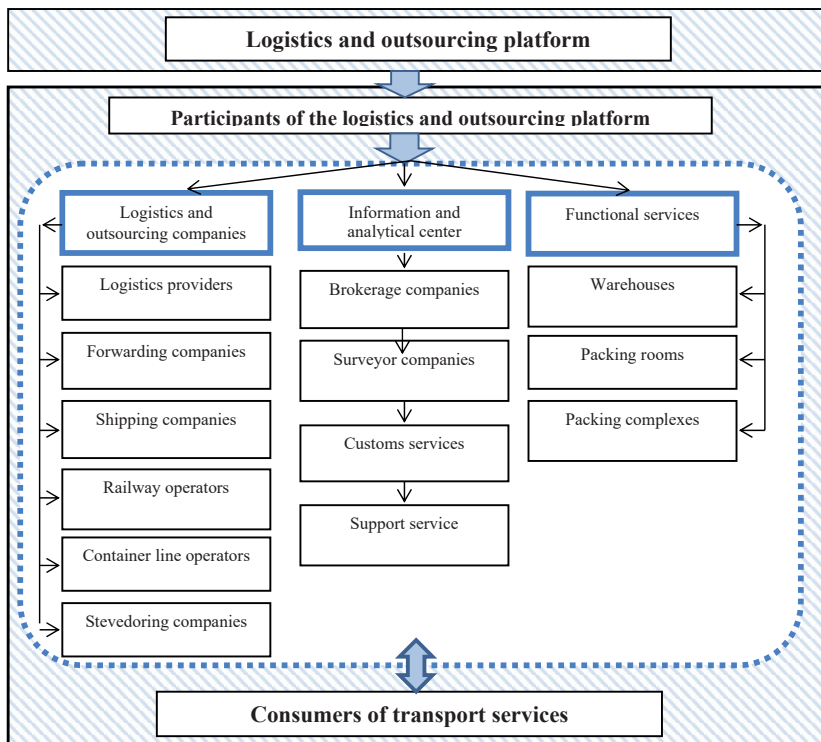 Logistics and outsourcing platform
Participants of the logistics and outsourcing platform
Logistics and
outsourcing companies
Logistics providers
Forwarding companies
Shipping companies
Railway operators
Container line operators
Stevedoring companies
Information and
analytical center
Brokerage companies
Surveyor companies
Customs services
Support service
Functional services
Warehouses
Packing rooms
Packing complexes
Consumers of transport services